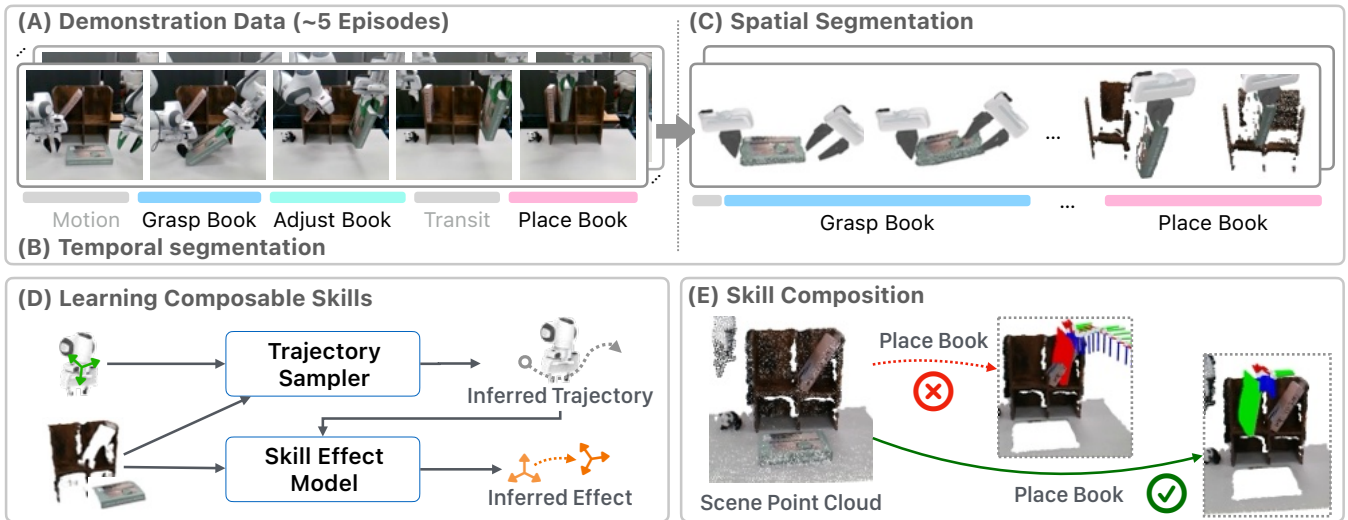 (A) Demonstration Data (~5 Episodes)
(C) Spatial Segmentation
...
Motion
Grasp Book
Adjust Book
Transit
Place Book
Grasp Book
...
Place Book
(B) Temporal segmentation
(D) Learning Composable Skills
Trajectory
Sampler
Inferred Trajectory
Skill Effect
Model
Inferred Effect
(E) Skill Composition
Place Book
Scene Point Cloud
Place Book